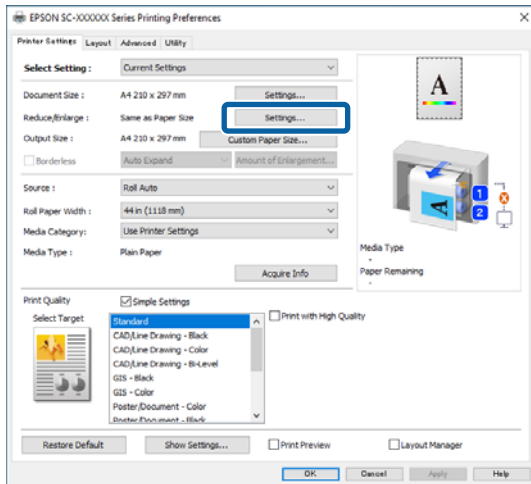 EPSON SC-XXXXXX Series Printing Preferences
Printer Settings Layout Advanced Utility
Select Setting : Current Settings
Document Size : A4 210 x 297 mm Settings...
Reduce/Enlarge : Same as Paper Size Settings...
Output Size : A4 210 x 297 mm Custom Paper Size...
Borderless Auto Expand Amount of Enlargement...
Source : Roll Auto
Roll Paper Width : 44 in (1118 mm)
Media Category: Use Printer Settings
Media Type : Plain Paper
Acquire Info
A
A
1
2
Media Type
-
Paper Remaining
-
Print Quality Simple Settings
Select Target
Standard
CAD/Line Drawing - Black
CAD/Line Drawing - Color
CAD/Line Drawing - Bi-Level
GIS - Black
GIS - Color
Poster/Document - Color
Poster/Document - Black
Print with High Quality
Restore Default Show Settings... Print Preview Layout Manager
OK Cancel Apply Help